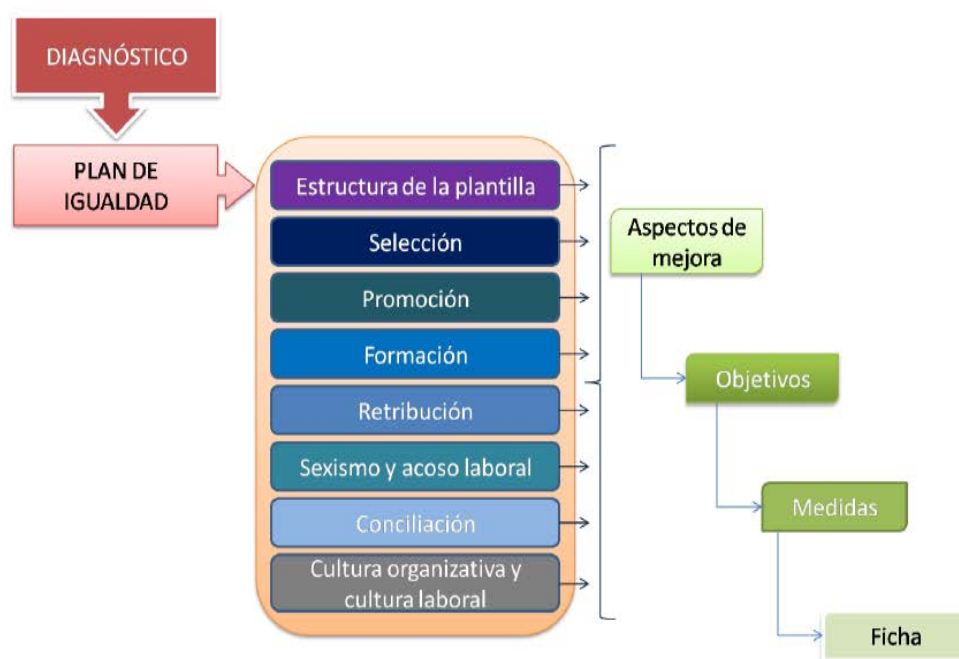 DIAGNÓSTICO
PLAN DE
IGUALDAD
Estructura de la plantilla
Selección
Promoción
Formación
Retribución
Sexismo y acoso laboral
Conciliación
Cultura organizativa y
cultura laboral
Aspectos de
mejora
Objetivos
Medidas
Ficha